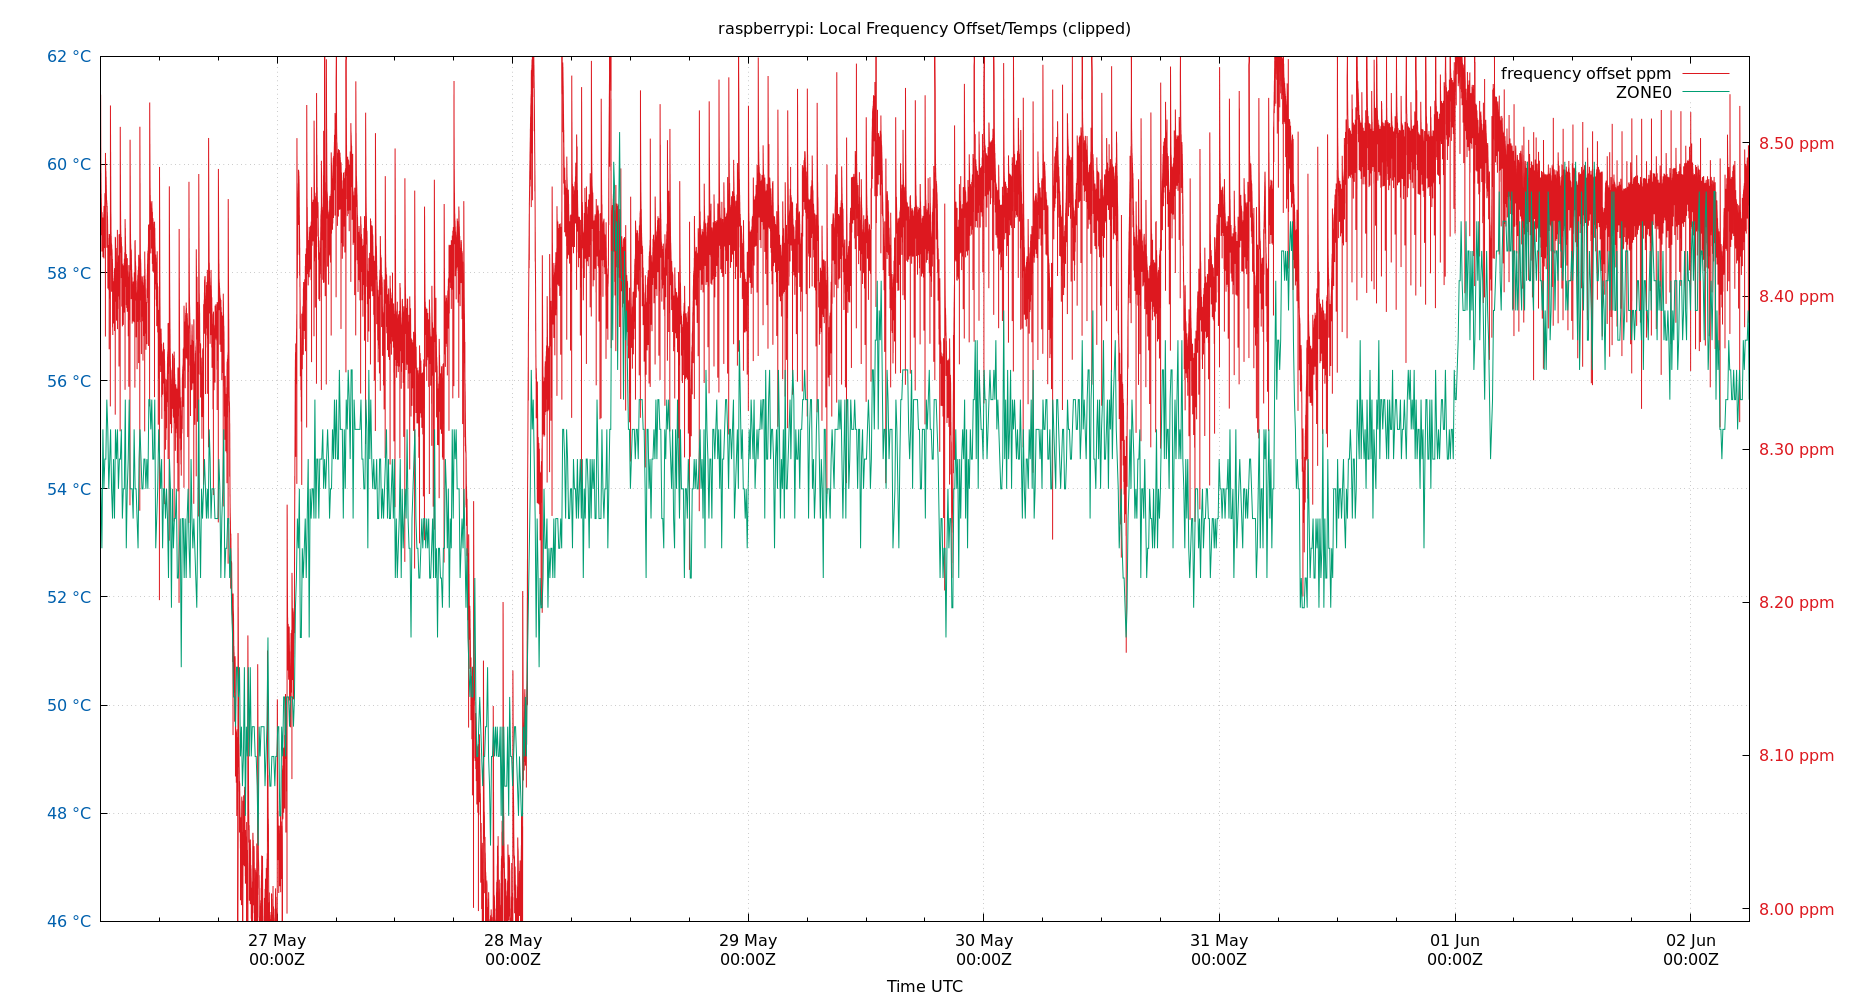 raspberrypi: Local Frequency Offset/Temps (clipped)
frequency offset ppm
ZONE0
62 °C
60 °C
58 °C
56 °C
54 °C
52 °C
50 °C
48 °C
46 °C
8.50 ppm
8.40 ppm
8.30 ppm
8.20 ppm
8.10 ppm
8.00 ppm
27 May
00:00Z
28 May
00:00Z
29 May
00:00Z
30 May
00:00Z
31 May
00:00Z
01 Jun
00:00Z
02 Jun
00:00Z
Time UTC